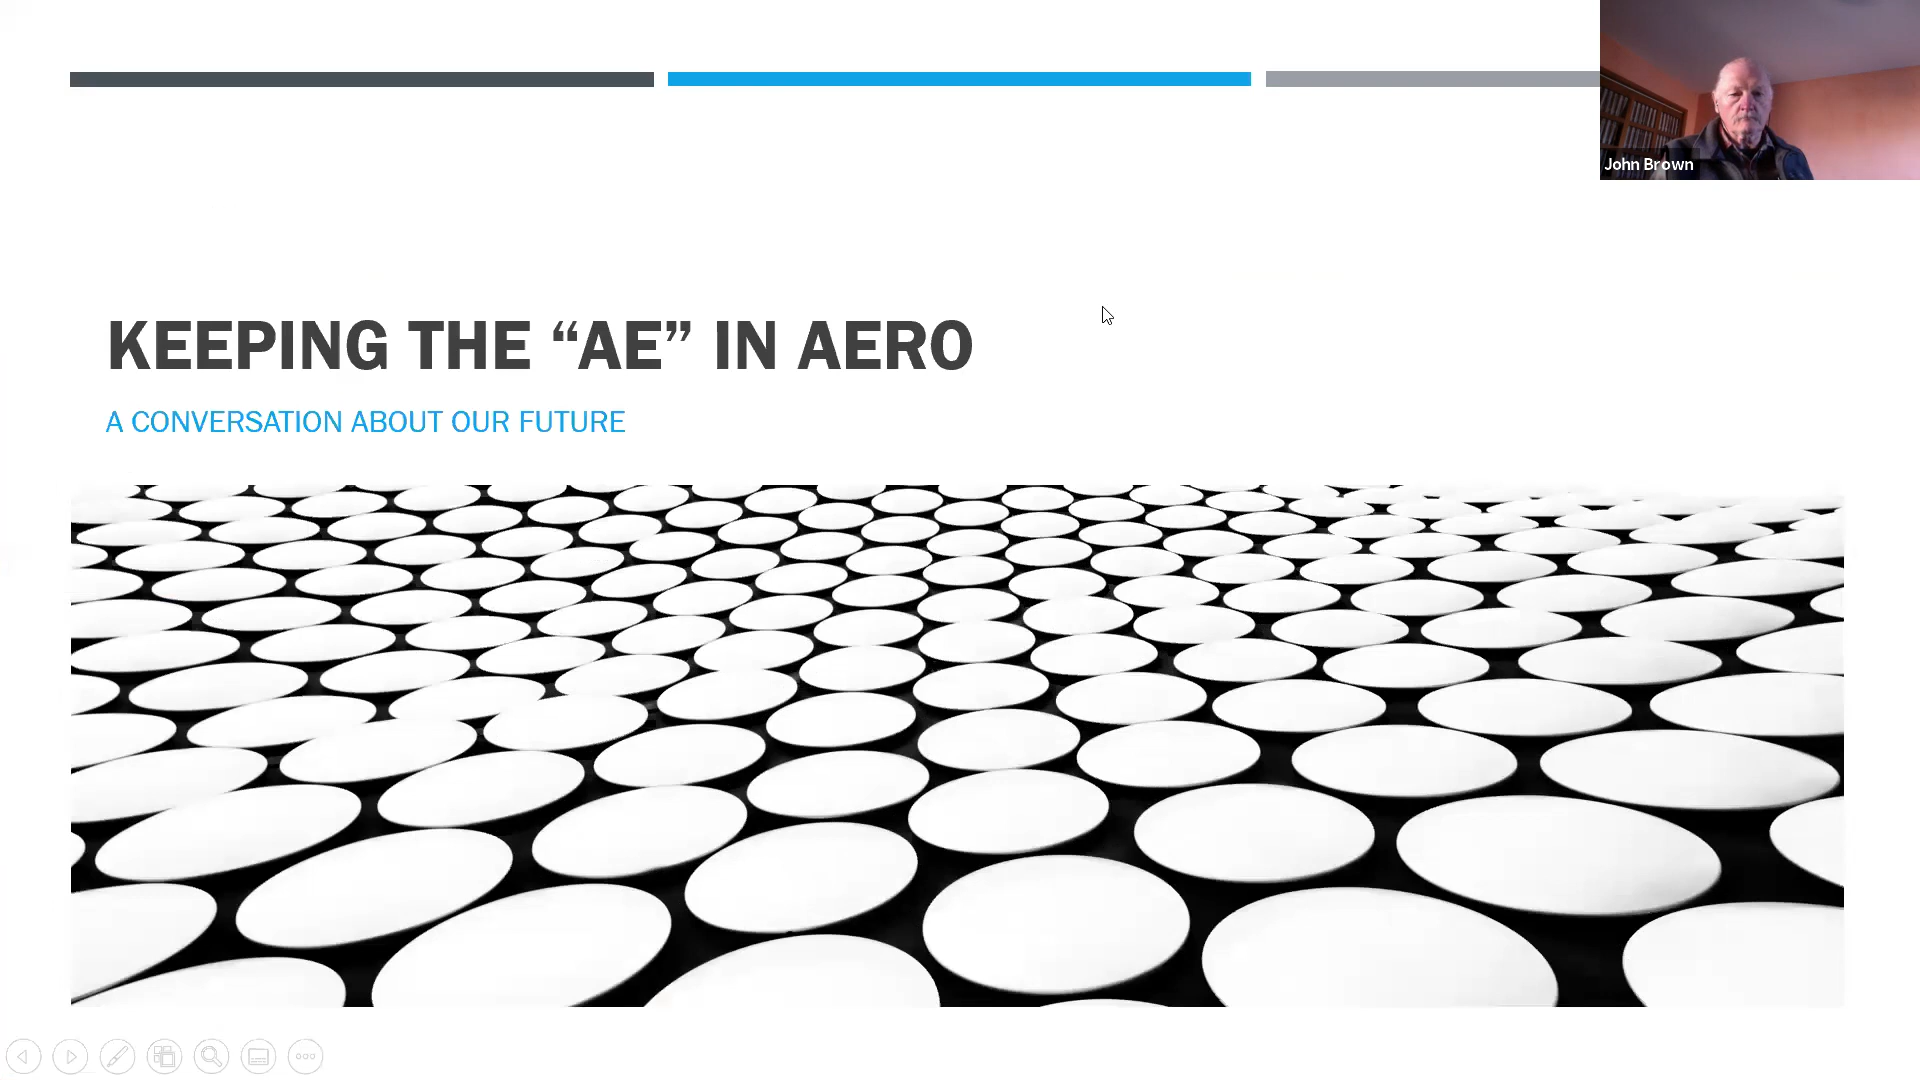 John Brown
KEEPING THE “AE” IN AERO
A CONVERSATION ABOUT OUR FUTURE